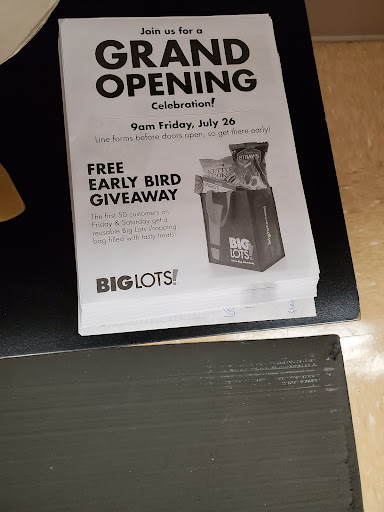 Join us for a
GRAND
OPENING
Celebration!
9am Friday, July 26
Line forms before doors open, so get there early!
FREE
EARLY BIRD
GIVEAWAY
The first 50 customers on
Friday & Saturday get a
reusable Big Lots shopping
bag filled with tasty treats!
STRAWS
BIG
LOTS!
BIG LOTS!